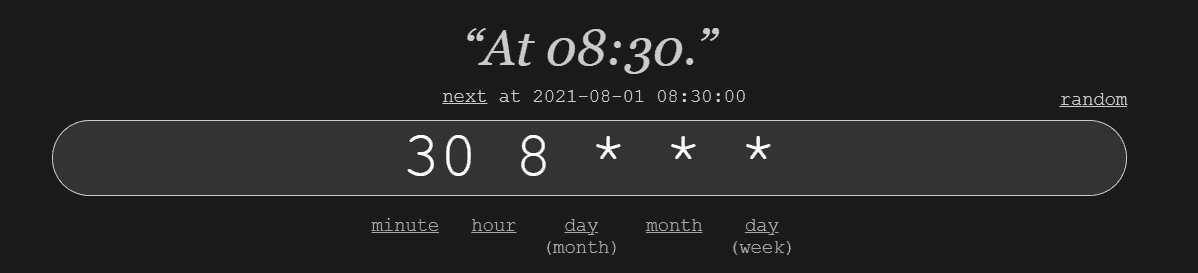 “At 08:30.”
next at 2021-08-01 08:30:00
random
30 8 * * *
minute hour day month day
(month) (week)